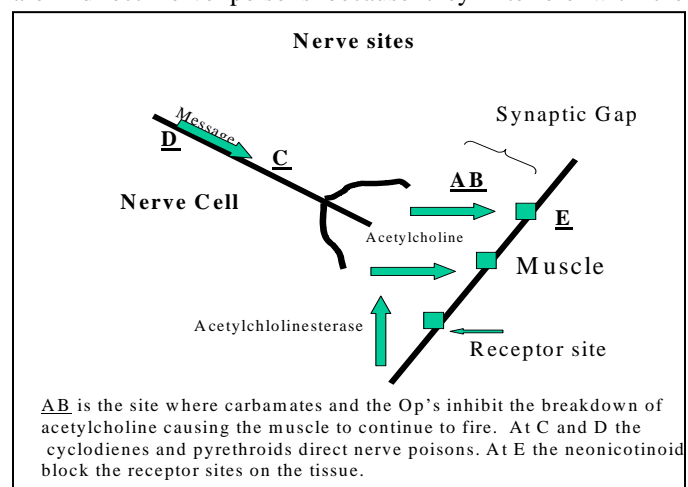 Nerve sites
Synaptic Gap
Message
D
C
AB
Nerve Cell
E
Acetylcholine
Muscle
Acetylchlolinesterase
Receptor site
AB is the site where carbamates and the Op's inhibit the breakdown of
acetylcholine causing the muscle to continue to fire. At C and D the
cyclodienes and pyrethroids direct nerve poisons. At E the neonicotinoid
block the receptor sites on the tissue.